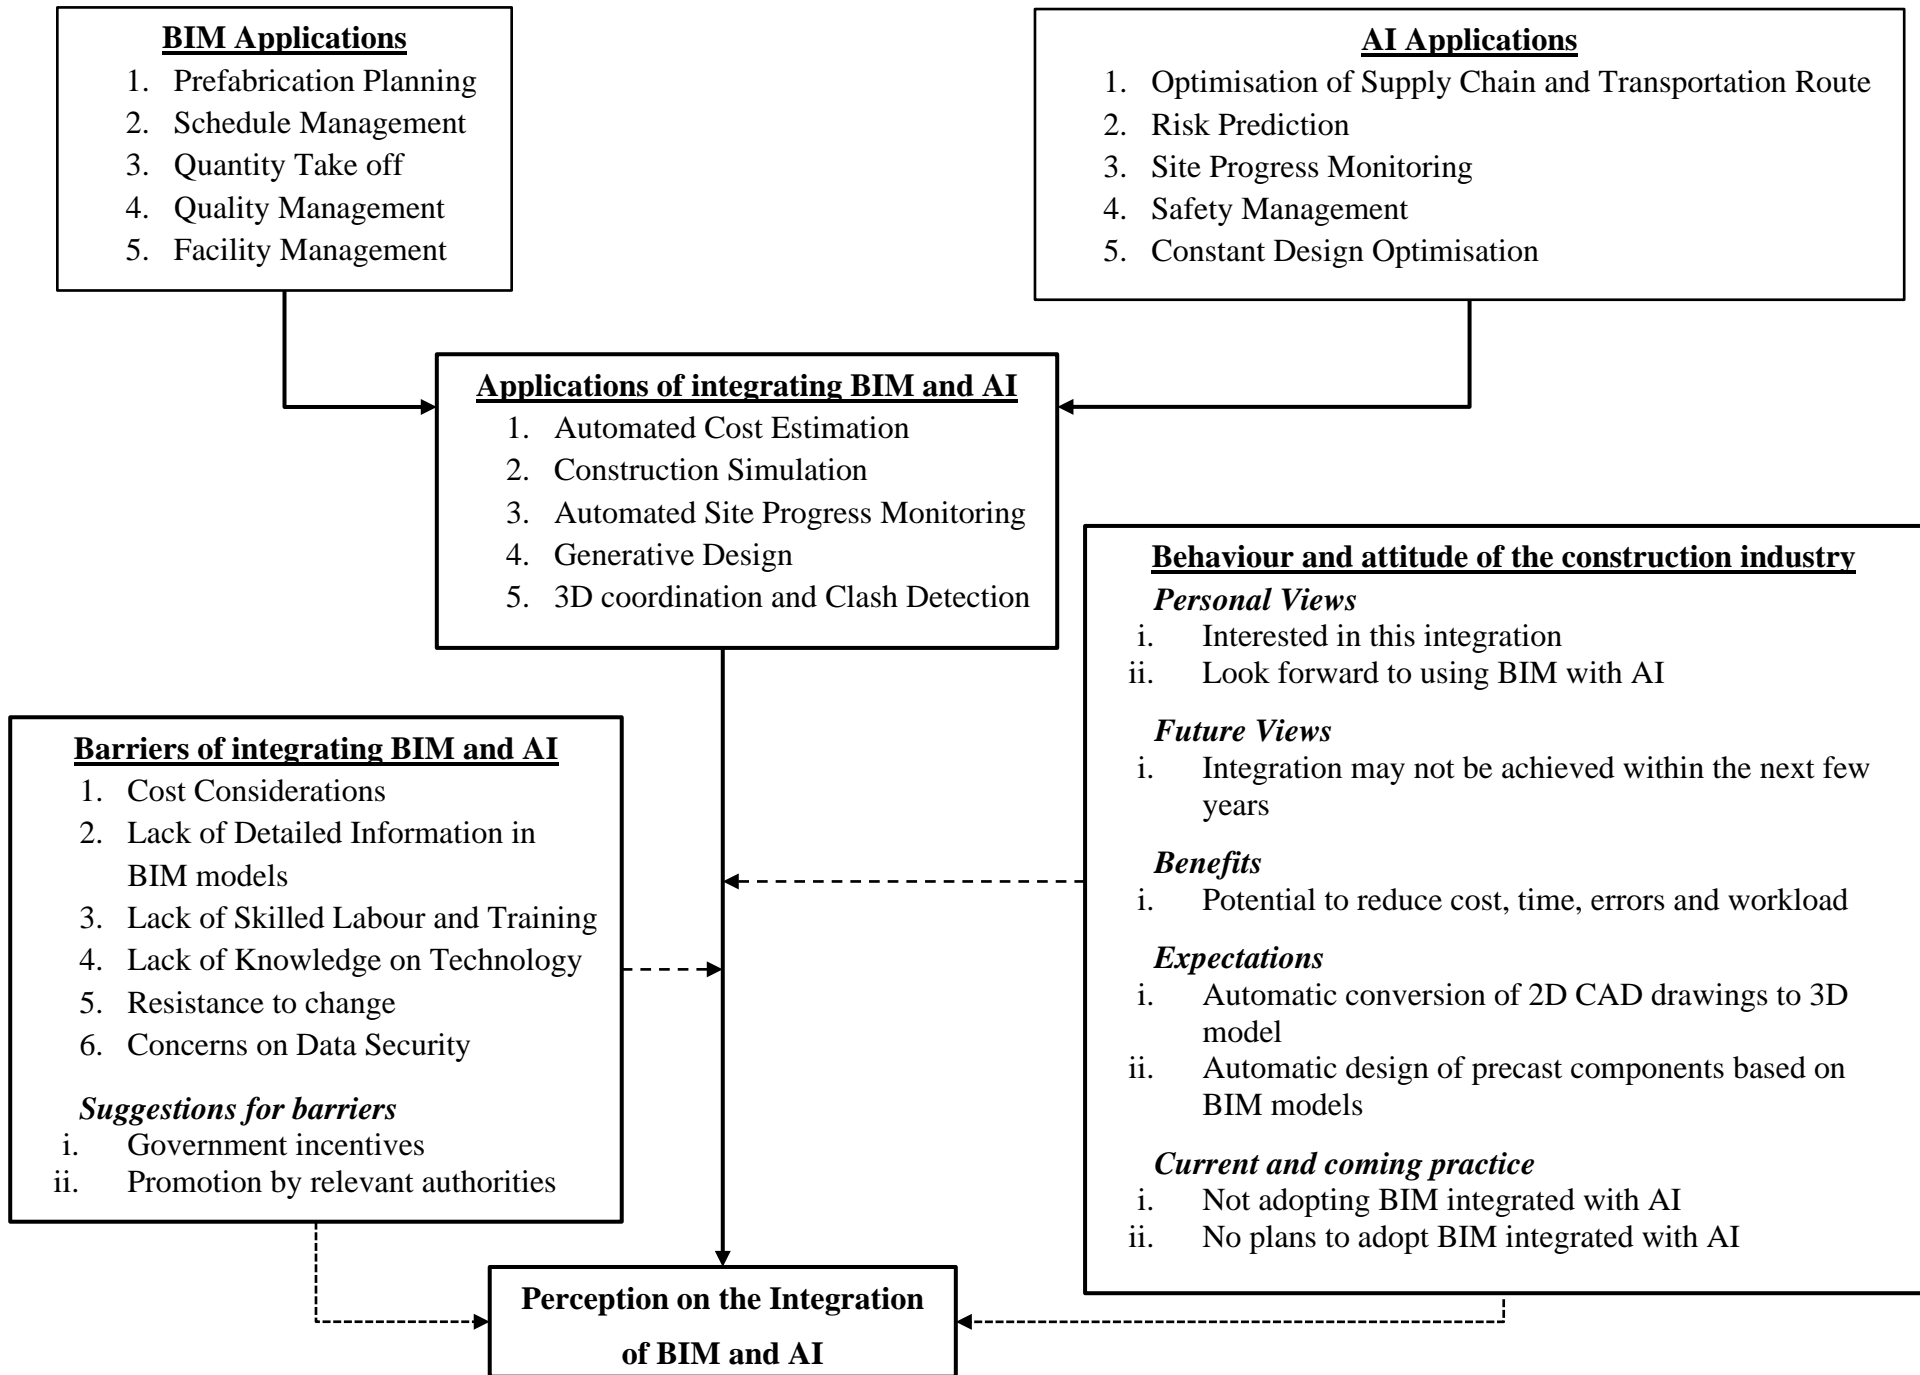 BIM Applications
1. Prefabrication Planning
2. Schedule Management
3. Quantity Take off
4. Quality Management
5. Facility Management
AI Applications
1. Optimisation of Supply Chain and Transportation Route
2. Risk Prediction
3. Site Progress Monitoring
4. Safety Management
5. Constant Design Optimisation
Applications of integrating BIM and AI
1. Automated Cost Estimation
2. Construction Simulation
3. Automated Site Progress Monitoring
4. Generative Design
5. 3D coordination and Clash Detection
Behaviour and attitude of the construction industry
Personal Views
i. Interested in this integration
ii. Look forward to using BIM with AI
Future Views
i. Integration may not be achieved within the next few
years
Benefits
i. Potential to reduce cost, time, errors and workload
Expectations
i. Automatic conversion of 2D CAD drawings to 3D
model
ii. Automatic design of precast components based on
BIM models
Current and coming practice
i. Not adopting BIM integrated with AI
ii. No plans to adopt BIM integrated with AI
Barriers of integrating BIM and AI
1. Cost Considerations
2. Lack of Detailed Information in
BIM models
3. Lack of Skilled Labour and Training
4. Lack of Knowledge on Technology
5. Resistance to change
6. Concerns on Data Security
Suggestions for barriers
i. Government incentives
ii. Promotion by relevant authorities
Perception on the Integration
of BIM and AI